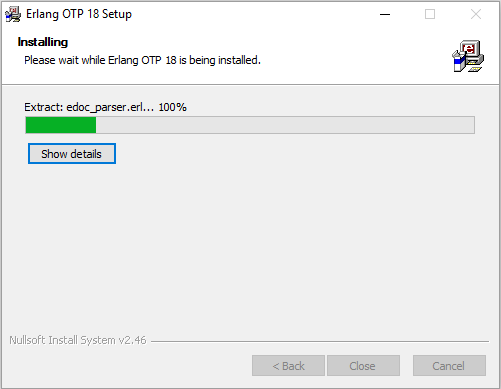 Erlang OTP 18 Setup
Installing
Please wait while Erlang OTP 18 is being installed.
Extract: edoc_parser.erl... 100%
Show details
Nullsoft Install System v2.46
< Back
Close
Cancel